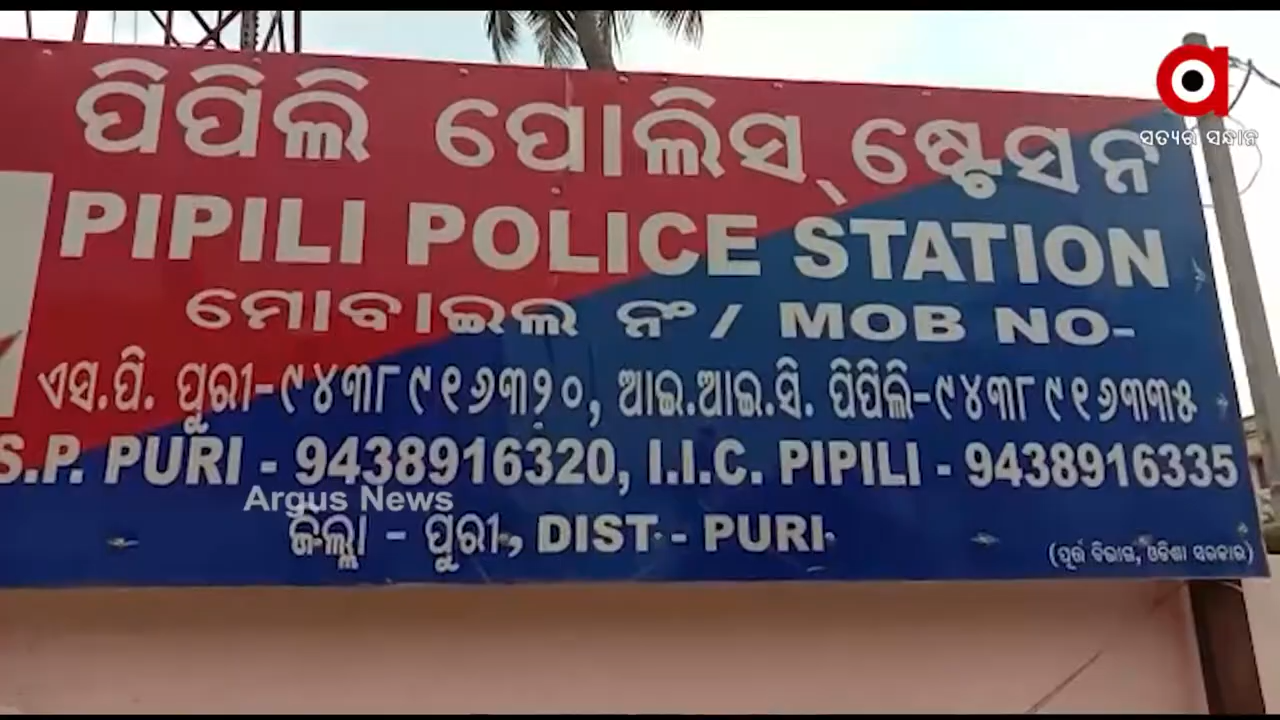 ପିପିଲି ପୋଲିସ୍ ଷ୍ଟେସନ
ସତ୍ୟର ସନ୍ଧାନ
PIPILI POLICE STATION
ମୋବାଇଲ ନଂ / MOB NO-
ଏସ.ପି. ପୁରୀ-୯୪୩୮୯୧୬୩୨୦, ଆଇ.ଆଇ.ସି. ପିପିଲି-୯୪୩୮୯୧୬୩୩୫
S.P. PURI - 9438916320, I.I.C. PIPILI - 9438916335
Argus News
ଜିଲ୍ଲା - ପୁରୀ, DIST - PURI
(ପୂର୍ତ୍ତ ବିଭାଗ, ଓଡିଶା ସରକାର)